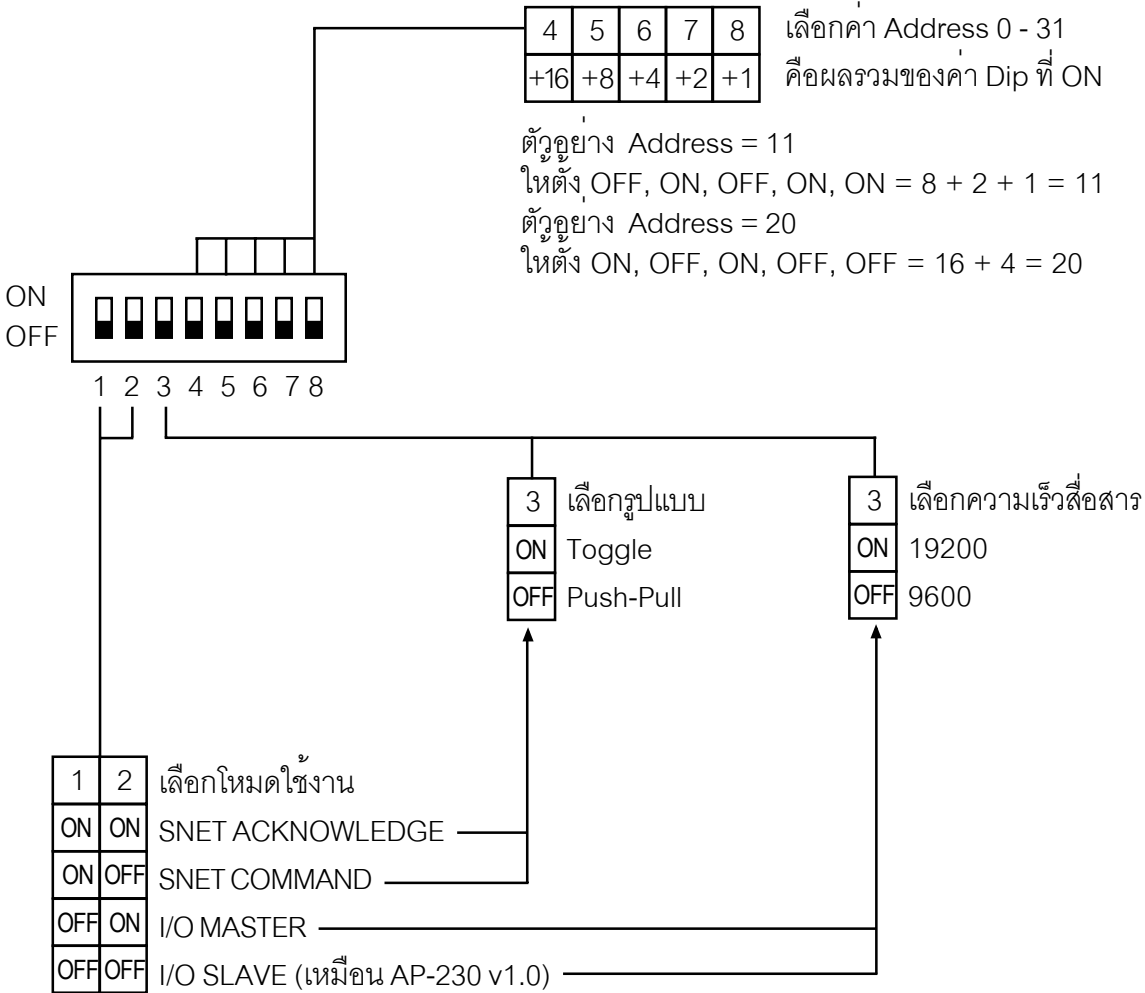 4 5 6 7 8 เลือกค่า Address 0 - 31
+16 +8 +4 +2 +1 คือผลรวมของค่า Dip ที่ ON
ตัวอย่าง Address = 11
ให้ตั้ง OFF, ON, OFF, ON, ON = 8 + 2 + 1 = 11
ตัวอย่าง Address = 20
ให้ตั้ง ON, OFF, ON, OFF, OFF = 16 + 4 = 20
ON
OFF
1 2 3 4 5 6 7 8
3 เลือกรูปแบบ
ON Toggle
OFF Push-Pull
3 เลือกความเร็วสื่อสาร
ON 19200
OFF 9600
1 2 เลือกโหมดใช้งาน
ON ON SNET ACKNOWLEDGE
ON OFF SNET COMMAND
OFF ON I/O MASTER
OFF OFF I/O SLAVE (เหมือน AP-230 v1.0)